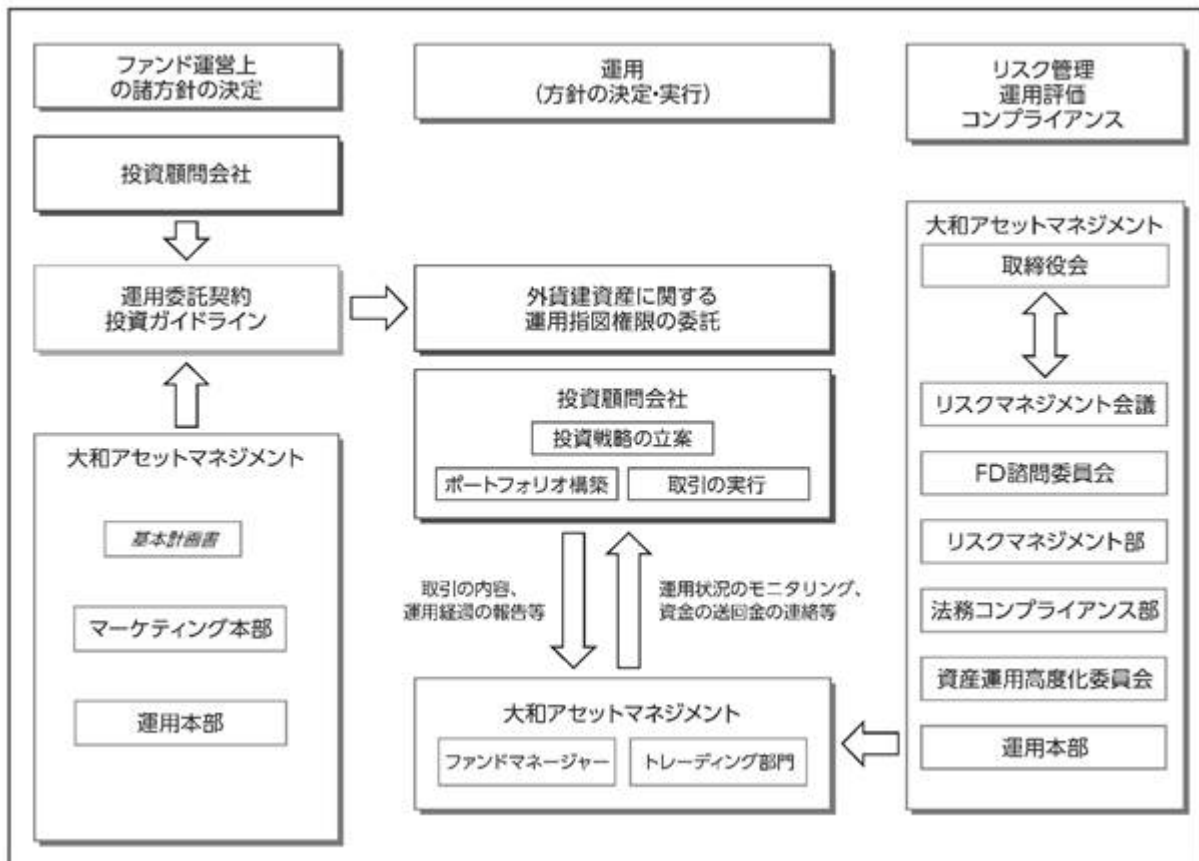 ファンド運営上
の諸方針の決定
運用
(方針の決定・実行)
リスク管理
運用評価
コンプライアンス
投資顧問会社
運用委託契約
投資ガイドライン
外貨建資産に関する
運用指図権限の委託
大和アセットマネジメント
基本計画書
マーケティング本部
運用本部
投資顧問会社
投資戦略の立案
ポートフォリオ構築
取引の実行
取引の内容、
運用経過の報告等
運用状況のモニタリング、
資金の送回金の連絡等
大和アセットマネジメント
ファンドマネージャー
トレーディング部門
大和アセットマネジメント
取締役会
リスクマネジメント会議
FD諮問委員会
リスクマネジメント部
法務コンプライアンス部
資産運用高度化委員会
運用本部